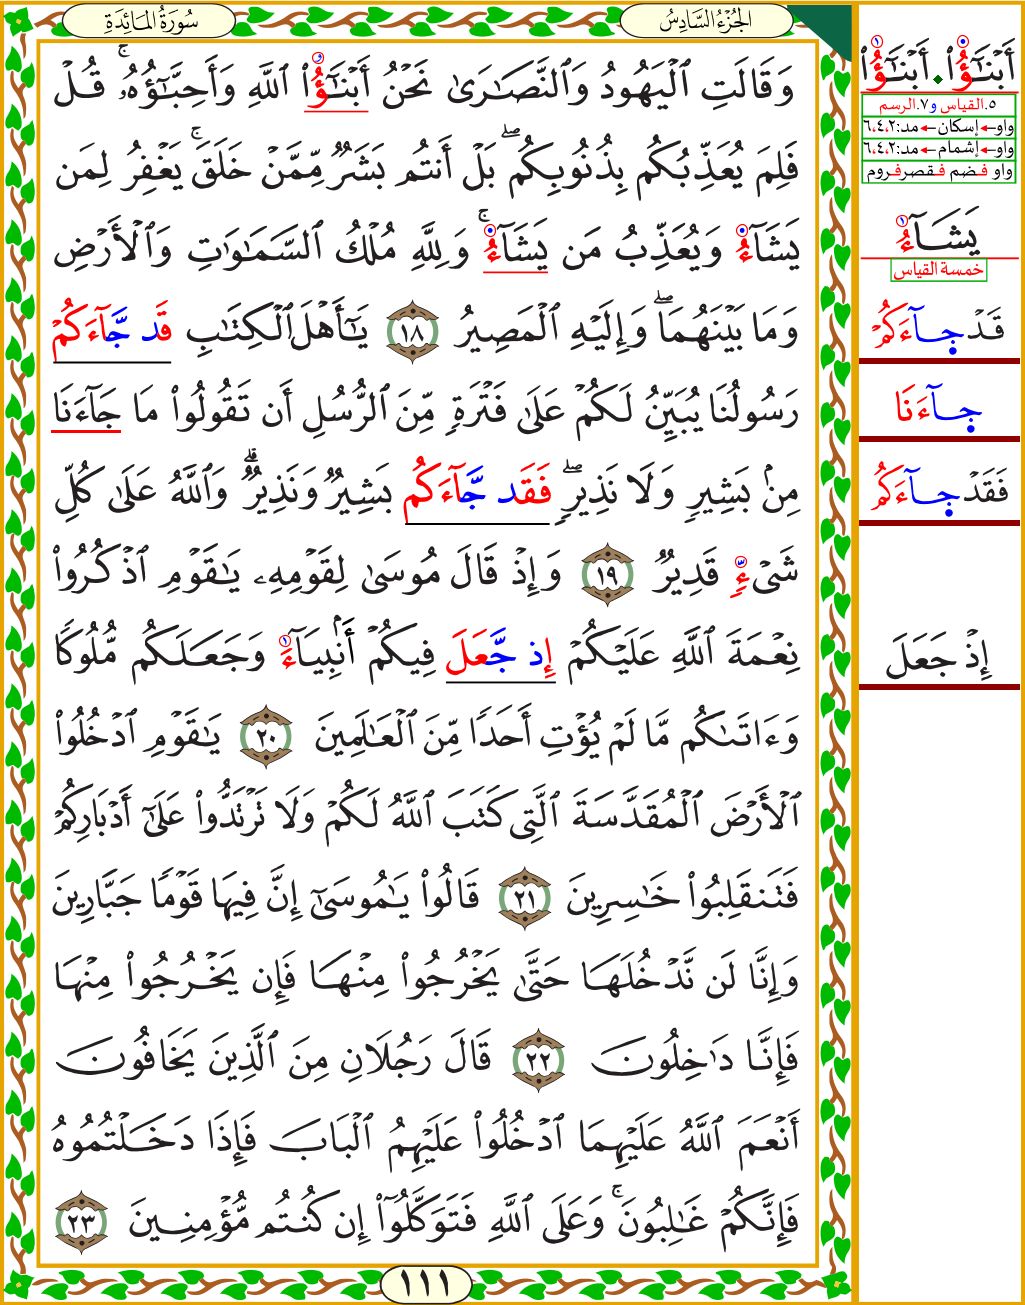 سُورَةُ المَائِدَةِ
الجُزْءُ السَّادِسُ
وَقَالَتِ ٱلْيَهُودُ وَٱلنَّصَٰرَىٰ نَحْنُ أَبْنَٰٓؤُا۟ ٱللَّهِ وَأَحِبَّٰٓؤُهُۥ ۚ قُلْ
فَلِمَ يُعَذِّبُكُم بِذُنُوبِكُم ۖ بَلْ أَنتُم بَشَرٌ مِّمَّنْ خَلَقَ ۚ يَغْفِرُ لِمَن
يَشَآءُ وَيُعَذِّبُ مَن يَشَآءُ ۚ وَلِلَّهِ مُلْكُ ٱلسَّمَٰوَٰتِ وَٱلْأَرْضِ
وَمَا بَيْنَهُمَا ۖ وَإِلَيْهِ ٱلْمَصِيرُ ١٨ يَٰٓأَهْلَ ٱلْكِتَٰبِ قَد جَّآءَكُمْ
رَسُولُنَا يُبَيِّنُ لَكُمْ عَلَىٰ فَتْرَةٍ مِّنَ ٱلرُّسُلِ أَن تَقُولُوا۟ مَا جَآءَنَا
مِنۢ بَشِيرٍ وَلَا نَذِيرٍ ۖ فَقَد جَّآءَكُم بَشِيرٌ وَنَذِيرٌ ۗ وَٱللَّهُ عَلَىٰ كُلِّ
شَىْءٍ قَدِيرٌ ١٩ وَإِذْ قَالَ مُوسَىٰ لِقَوْمِهِۦ يَٰقَوْمِ ٱذْكُرُوا۟
نِعْمَةَ ٱللَّهِ عَلَيْكُمْ إِذ جَّعَلَ فِيكُمْ أَنۢبِيَآءَ وَجَعَلَكُم مُّلُوكًا
وَءَاتَىٰكُم مَّا لَمْ يُؤْتِ أَحَدًا مِّنَ ٱلْعَٰلَمِينَ ٢٠ يَٰقَوْمِ ٱدْخُلُوا۟
ٱلْأَرْضَ ٱلْمُقَدَّسَةَ ٱلَّتِى كَتَبَ ٱللَّهُ لَكُمْ وَلَا تَرْتَدُّوا۟ عَلَىٰٓ أَدْبَارِكُمْ
فَتَنقَلِبُوا۟ خَٰسِرِينَ ٢١ قَالُوا۟ يَٰمُوسَىٰٓ إِنَّ فِيهَا قَوْمًا جَبَّارِينَ
وَإِنَّا لَن نَّدْخُلَهَا حَتَّىٰ يَخْرُجُوا۟ مِنْهَا فَإِن يَخْرُجُوا۟ مِنْهَا
فَإِنَّا دَٰخِلُونَ ٢٢ قَالَ رَجُلَانِ مِنَ ٱلَّذِينَ يَخَافُونَ
أَنْعَمَ ٱللَّهُ عَلَيْهِمَا ٱدْخُلُوا۟ عَلَيْهِمُ ٱلْبَابَ فَإِذَا دَخَلْتُمُوهُ
فَإِنَّكُمْ غَٰلِبُونَ ۚ وَعَلَى ٱللَّهِ فَتَوَكَّلُوٓا۟ إِن كُنتُم مُّؤْمِنِينَ ٢٣
١١١
أَبْنَٰٓؤُا۟ أَبْنَٰٓؤُا۟
٥.القياس و٧.الرسم
واو←إسكان←مد:٦،٤،٢
واو←إشمام←مد:٦،٤،٢
واو فـضم فـقصرفـروم
يَشَآءُ
خمسة القياس
قَدْ جِآءَكُمْ
جِآءَنَا
فَقَدْ جِآءَكُمْ
إِذْ جَعَلَ